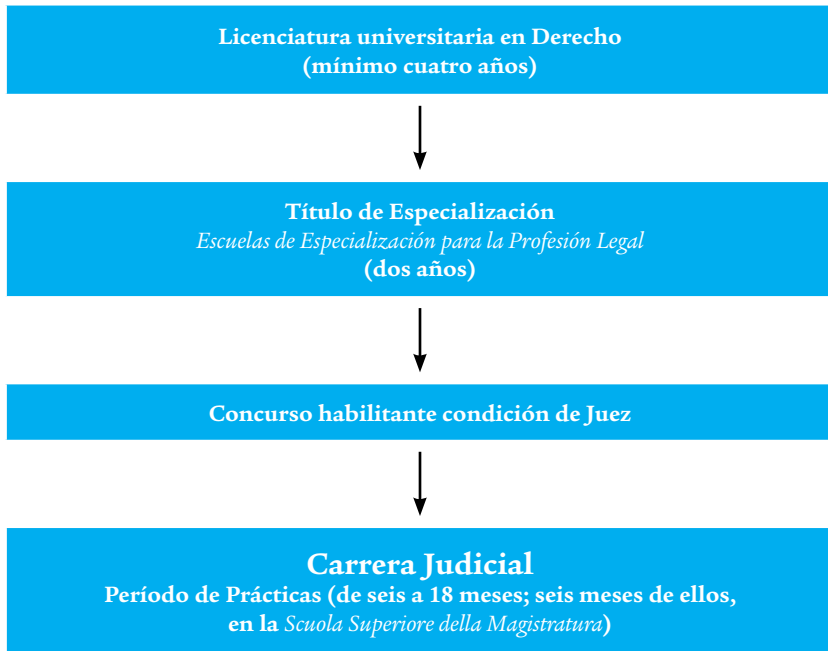 Licenciatura universitaria en Derecho
(mínimo cuatro años)
Título de Especialización
Escuelas de Especialización para la Profesión Legal
(dos años)
Concurso habilitante condición de Juez
Carrera Judicial
Período de Prácticas (de seis a 18 meses; seis meses de ellos,
en la Scuola Superiore della Magistratura)